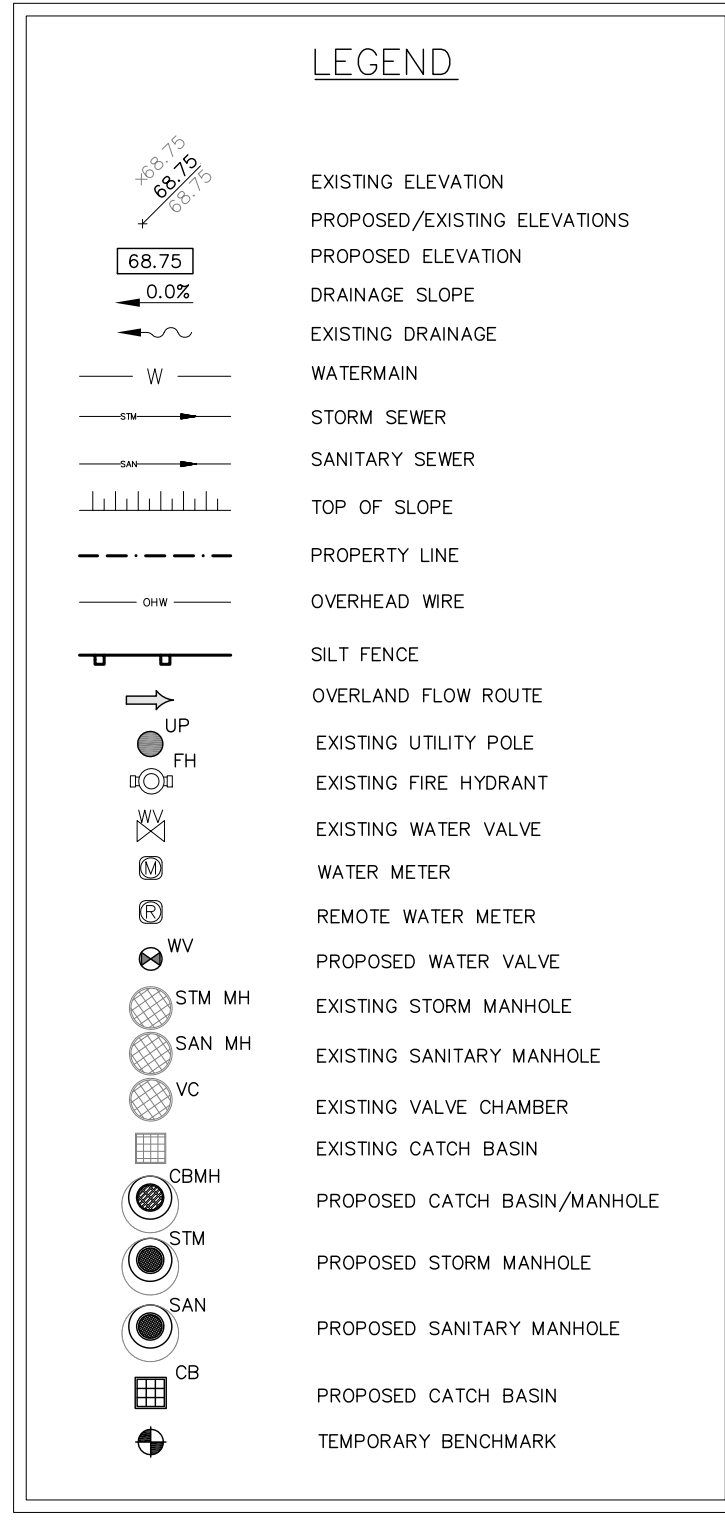 LEGEND
x68.75 EXISTING ELEVATION
68.75
68.75 PROPOSED/EXISTING ELEVATIONS
68.75 PROPOSED ELEVATION
0.0% DRAINAGE SLOPE
EXISTING DRAINAGE
W WATERMAIN
STM STORM SEWER
SAN SANITARY SEWER
TOP OF SLOPE
PROPERTY LINE
OHW OVERHEAD WIRE
SILT FENCE
OVERLAND FLOW ROUTE
UP EXISTING UTILITY POLE
FH EXISTING FIRE HYDRANT
WV EXISTING WATER VALVE
M WATER METER
R REMOTE WATER METER
WV PROPOSED WATER VALVE
STM MH EXISTING STORM MANHOLE
SAN MH EXISTING SANITARY MANHOLE
VC EXISTING VALVE CHAMBER
EXISTING CATCH BASIN
CBMH PROPOSED CATCH BASIN/MANHOLE
STM PROPOSED STORM MANHOLE
SAN PROPOSED SANITARY MANHOLE
CB PROPOSED CATCH BASIN
TEMPORARY BENCHMARK